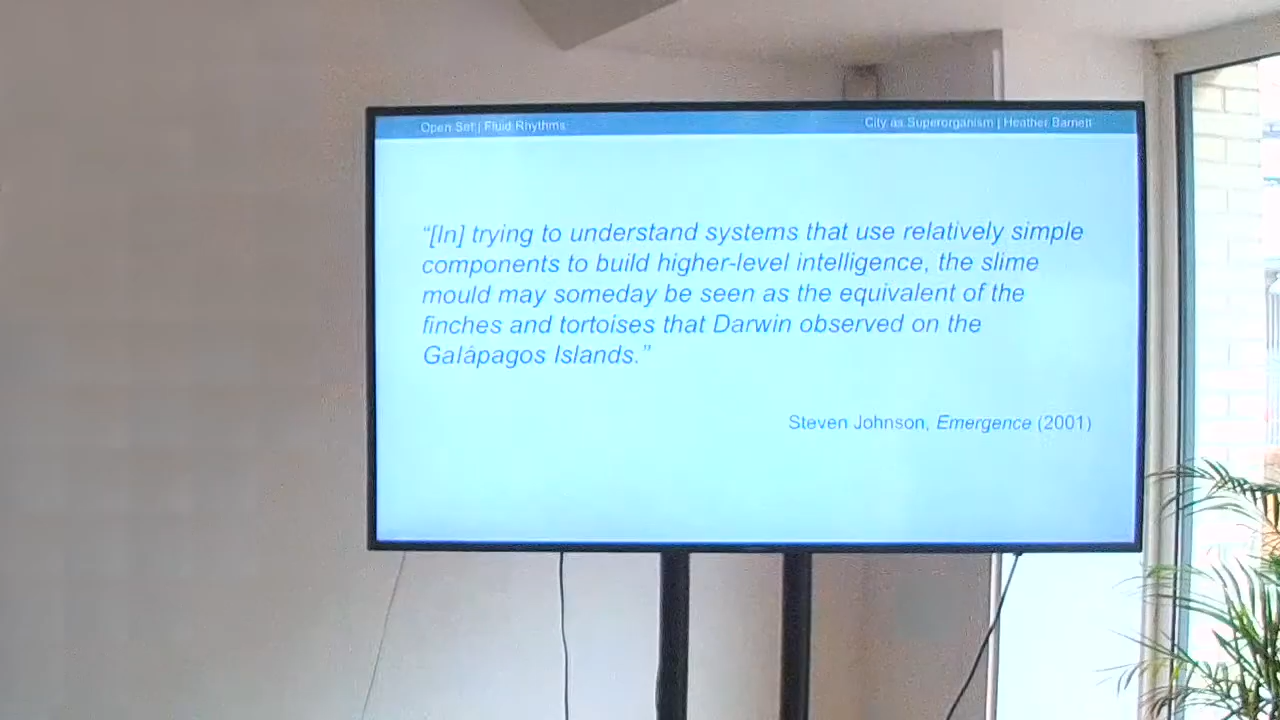 Open Set | Fluid Rhythms
City as Superorganism | Heather Barnett
“[In] trying to understand systems that use relatively simple
components to build higher-level intelligence, the slime
mould may someday be seen as the equivalent of the
finches and tortoises that Darwin observed on the
Galápagos Islands.”
Steven Johnson, Emergence (2001)